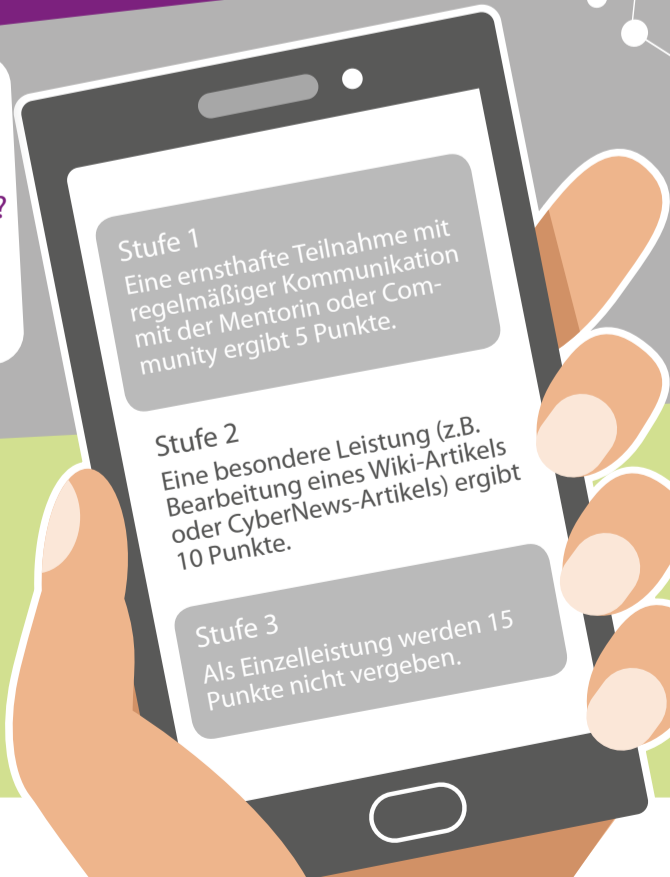 ?
Stufe 1
Eine ernsthafte Teilnahme mit
regelmäßiger Kommunikation
mit der Mentorin oder Com-
munity ergibt 5 Punkte.
Stufe 2
Eine besondere Leistung (z.B.
Bearbeitung eines Wiki-Artikels
oder CyberNews-Artikels) ergibt
10 Punkte.
Stufe 3
Als Einzelleistung werden 15
Punkte nicht vergeben.